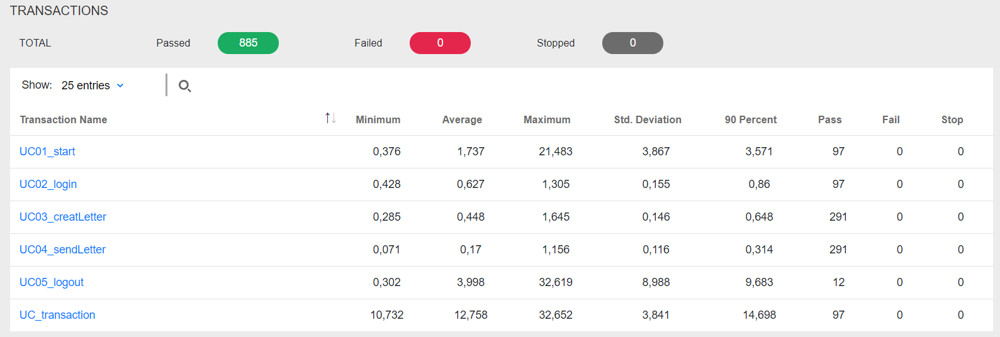 TRANSACTIONS
TOTAL Passed 885 Failed 0 Stopped 0
Show: 25 entries
Transaction Name Minimum Average Maximum Std. Deviation 90 Percent Pass Fail Stop
UC01_start 0,376 1,737 21,483 3,867 3,571 97 0 0
UC02_login 0,428 0,627 1,305 0,155 0,86 97 0 0
UC03_creatLetter 0,285 0,448 1,645 0,146 0,648 291 0 0
UC04_sendLetter 0,071 0,17 1,156 0,116 0,314 291 0 0
UC05_logout 0,302 3,998 32,619 8,988 9,683 12 0 0
UC_transaction 10,732 12,758 32,652 3,841 14,698 97 0 0